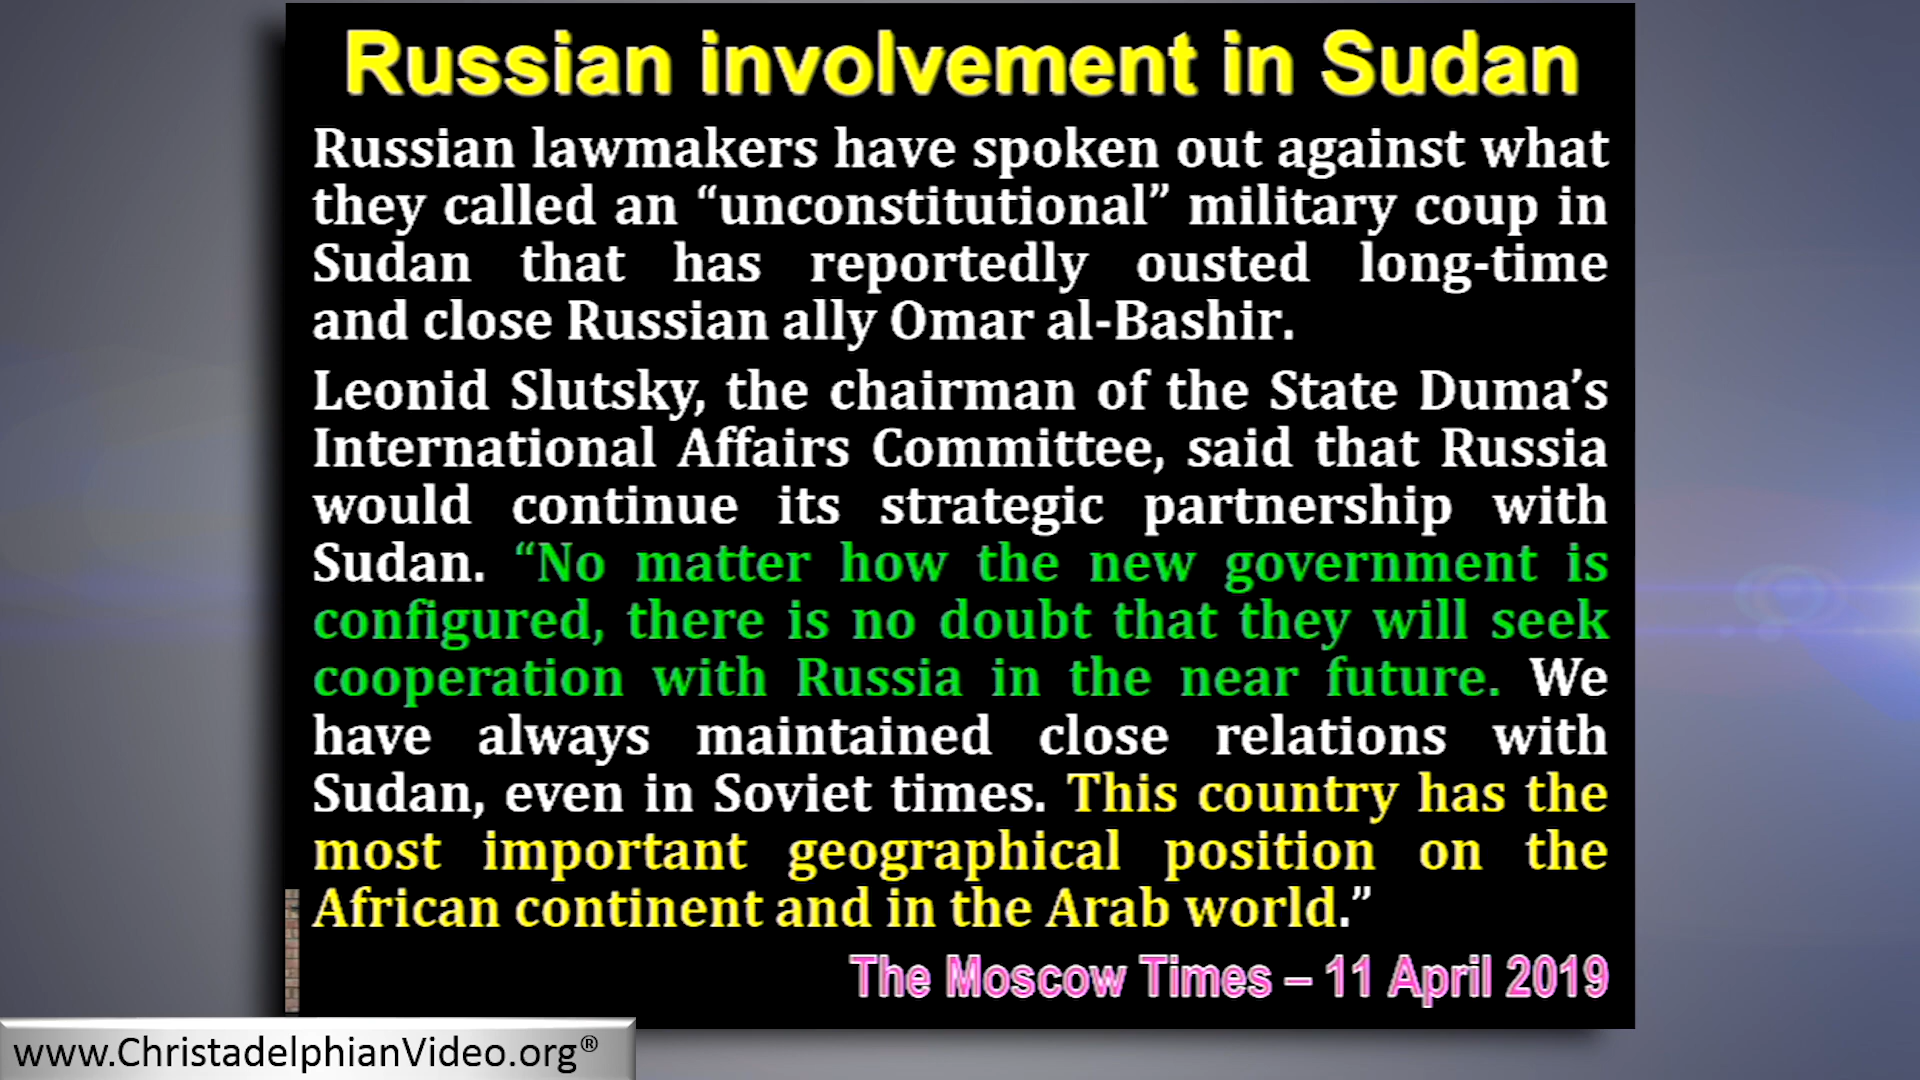 Russian involvement in Sudan
Russian lawmakers have spoken out against what
they called an “unconstitutional” military coup in
Sudan that has reportedly ousted long-time
and close Russian ally Omar al-Bashir.
Leonid Slutsky, the chairman of the State Duma’s
International Affairs Committee, said that Russia
would continue its strategic partnership with
Sudan. “No matter how the new government is
configured, there is no doubt that they will seek
cooperation with Russia in the near future. We
have always maintained close relations with
Sudan, even in Soviet times. This country has the
most important geographical position on the
African continent and in the Arab world.”
The Moscow Times – 11 April 2019
www.ChristadelphianVideo.org®